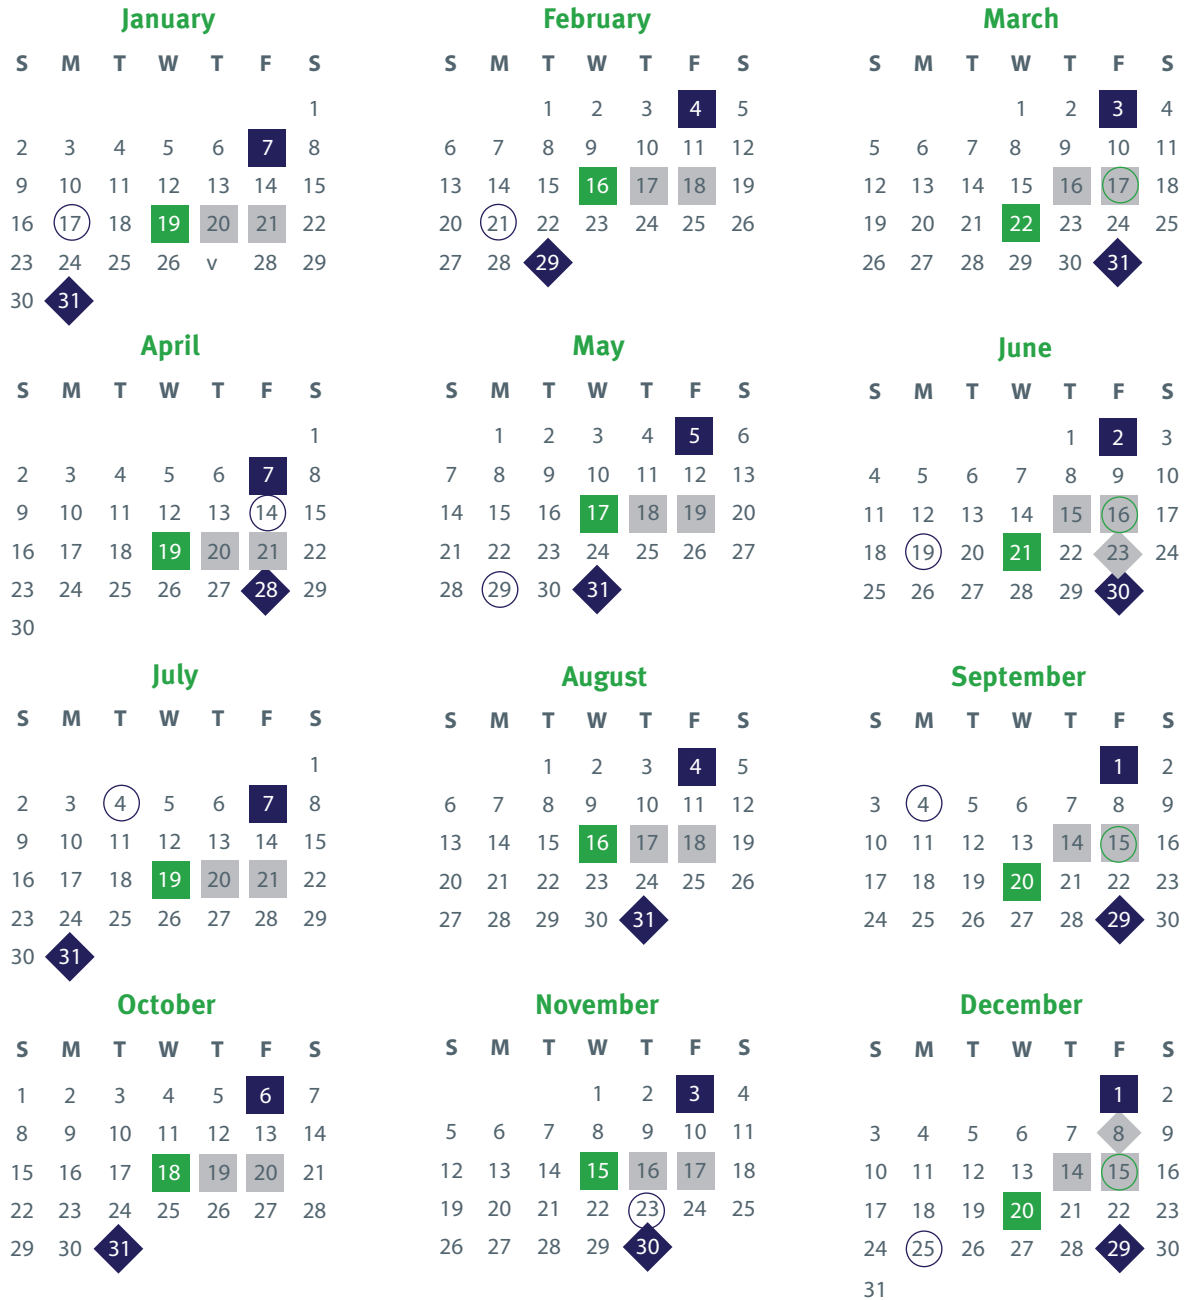 January
S M T W T F S
1
2 3 4 5 6 7 8
9 10 11 12 13 14 15
16 17 18 19 20 21 22
23 24 25 26 v 28 29
30 31
February
S M T W T F S
1 2 3 4 5
6 7 8 9 10 11 12
13 14 15 16 17 18 19
20 21 22 23 24 25 26
27 28 29
March
S M T W T F S
1 2 3 4
5 6 7 8 9 10 11
12 13 14 15 16 17 18
19 20 21 22 23 24 25
26 27 28 29 30 31
April
S M T W T F S
1
2 3 4 5 6 7 8
9 10 11 12 13 14 15
16 17 18 19 20 21 22
23 24 25 26 27 28 29
30
May
S M T W T F S
1 2 3 4 5 6
7 8 9 10 11 12 13
14 15 16 17 18 19 20
21 22 23 24 25 26 27
28 29 30 31
June
S M T W T F S
1 2 3
4 5 6 7 8 9 10
11 12 13 14 15 16 17
18 19 20 21 22 23 24
25 26 27 28 29 30
July
S M T W T F S
1
2 3 4 5 6 7 8
9 10 11 12 13 14 15
16 17 18 19 20 21 22
23 24 25 26 27 28 29
30 31
August
S M T W T F S
1 2 3 4 5
6 7 8 9 10 11 12
13 14 15 16 17 18 19
20 21 22 23 24 25 26
27 28 29 30 31
September
S M T W T F S
1 2
3 4 5 6 7 8 9
10 11 12 13 14 15 16
17 18 19 20 21 22 23
24 25 26 27 28 29 30
October
S M T W T F S
1 2 3 4 5 6 7
8 9 10 11 12 13 14
15 16 17 18 19 20 21
22 23 24 25 26 27 28
29 30 31
November
S M T W T F S
1 2 3 4
5 6 7 8 9 10 11
12 13 14 15 16 17 18
19 20 21 22 23 24 25
26 27 28 29 30
December
S M T W T F S
1 2
3 4 5 6 7 8 9
10 11 12 13 14 15 16
17 18 19 20 21 22 23
24 25 26 27 28 29 30
31